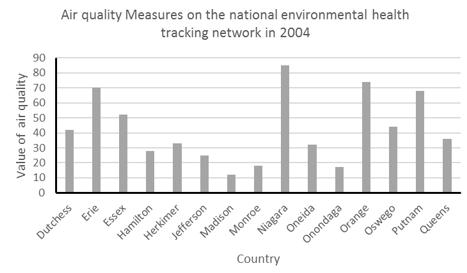 Air quality Measures on the national environmental health
tracking network in 2004
Value of air quality
90
80
70
60
50
40
30
20
10
0
Dutchess
Erie
Essex
Hamilton
Herkimer
Jefferson
Madison
Monroe
Niagara
Oneida
Onondaga
Orange
Oswego
Putnam
Queens
Country